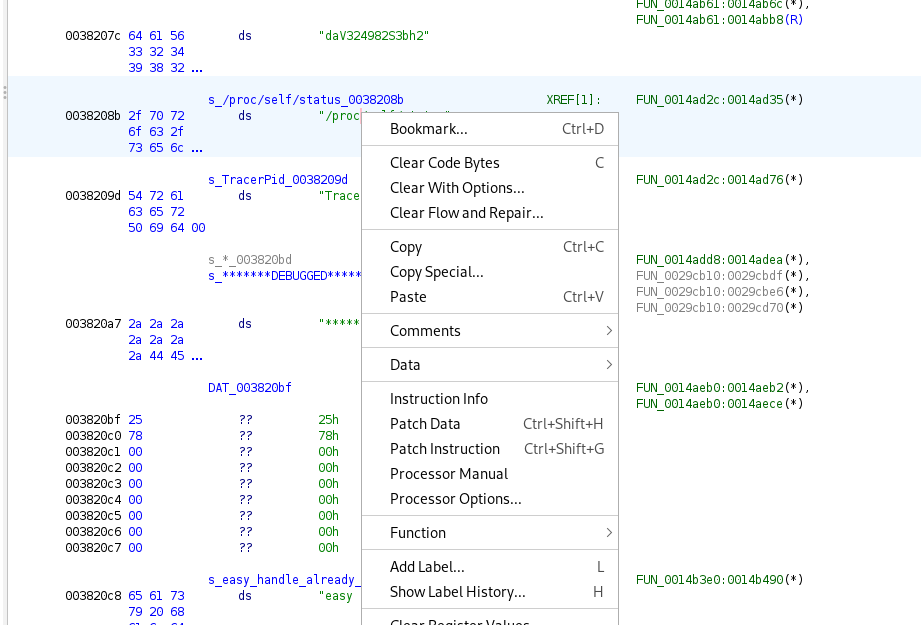 FUN_0014ab61:0014ab6c(*),
FUN_0014ab61:0014abb8(R)
0038207c 64 61 56 ds "daV324982S3bh2"
33 32 34
39 38 32 ...
s_/proc/self/status_0038208b XREF[1]: FUN_0014ad2c:0014ad35(*)
0038208b 2f 70 72 ds "/proc
6f 63 2f
73 65 6c ...
s_TracerPid_0038209d FUN_0014ad2c:0014ad76(*)
0038209d 54 72 61 ds "Trace
63 65 72
50 69 64 00
s_*_003820bd FUN_0014add8:0014adea(*),
s_*******DEBUGGED***** FUN_0029cb10:0029cbdf(*),
FUN_0029cb10:0029cbe6(*),
FUN_0029cb10:0029cd70(*)
003820a7 2a 2a 2a ds "*****
2a 2a 2a
2a 44 45 ...
DAT_003820bf FUN_0014aeb0:0014aeb2(*),
FUN_0014aeb0:0014aece(*)
003820bf 25 ?? 25h
003820c0 78 ?? 78h
003820c1 00 ?? 00h
003820c2 00 ?? 00h
003820c3 00 ?? 00h
003820c4 00 ?? 00h
003820c5 00 ?? 00h
003820c6 00 ?? 00h
003820c7 00 ?? 00h
s_easy_handle_already_ FUN_0014b3e0:0014b490(*)
003820c8 65 61 73 ds "easy
79 20 68
Bookmark... Ctrl+D
Clear Code Bytes C
Clear With Options...
Clear Flow and Repair...
Copy Ctrl+C
Copy Special...
Paste Ctrl+V
Comments
Data
Instruction Info
Patch Data Ctrl+Shift+H
Patch Instruction Ctrl+Shift+G
Processor Manual
Processor Options...
Function
Add Label... L
Show Label History... H
Clear Register Values